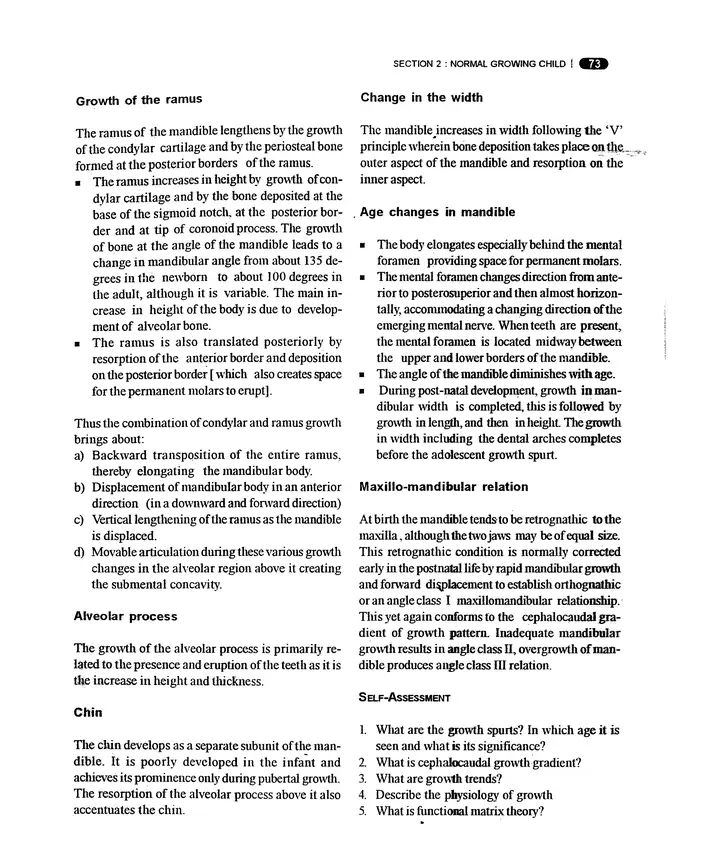 SECTION 2 : NORMAL GROWING CHILD | 73
Growth of the ramus
The ramus of the mandible lengthens by the growth
of the condylar cartilage and by the periosteal bone
formed at the posterior borders of the ramus.
■ The ramus increases in height by growth of con-
dylar cartilage and by the bone deposited at the
base of the sigmoid notch, at the posterior bor-
der and at tip of coronoid process. The growth
of bone at the angle of the mandible leads to a
change in mandibular angle from about 135 de-
grees in the newborn to about 100 degrees in
the adult, although it is variable. The main in-
crease in height of the body is due to develop-
ment of alveolar bone.
■ The ramus is also translated posteriorly by
resorption of the anterior border and deposition
on the posterior border [ which also creates space
for the permanent molars to erupt].
Thus the combination of condylar and ramus growth
brings about:
a) Backward transposition of the entire ramus,
thereby elongating the mandibular body.
b) Displacement of mandibular body in an anterior
direction (in a downward and forward direction)
c) Vertical lengthening of the ramus as the mandible
is displaced.
d) Movable articulation during these various growth
changes in the alveolar region above it creating
the submental concavity.
Alveolar process
The growth of the alveolar process is primarily re-
lated to the presence and eruption of the teeth as it is
the increase in height and thickness.
Chin
The chin develops as a separate subunit of the man-
dible. It is poorly developed in the infant and
achieves its prominence only during pubertal growth.
The resorption of the alveolar process above it also
accentuates the chin.
Change in the width
The mandible increases in width following the ‘V’
principle wherein bone deposition takes place on the
outer aspect of the mandible and resorption on the
inner aspect.
Age changes in mandible
■ The body elongates especially behind the mental
foramen providing space for permanent molars.
■ The mental foramen changes direction from ante-
rior to posterosuperior and then almost horizon-
tally, accommodating a changing direction of the
emerging mental nerve. When teeth are present,
the mental foramen is located midway between
the upper and lower borders of the mandible.
■ The angle of the mandible diminishes with age.
■ During post-natal development, growth in man-
dibular width is completed, this is followed by
growth in length, and then in height. The growth
in width including the dental arches completes
before the adolescent growth spurt.
Maxillo-mandibular relation
At birth the mandible tends to be retrognathic to the
maxilla , although the two jaws may be of equal size.
This retrognathic condition is normally corrected
early in the postnatal life by rapid mandibular growth
and forward displacement to establish orthognathic
or an angle class I maxillomandibular relationship.
This yet again conforms to the cephalocaudal gra-
dient of growth pattern. Inadequate mandibular
growth results in angle class II, overgrowth of man-
dible produces angle class III relation.
SELF-ASSESSMENT
1. What are the growth spurts? In which age it is
seen and what is its significance?
2. What is cephalocaudal growth gradient?
3. What are growth trends?
4. Describe the physiology of growth
5. What is functional matrix theory?